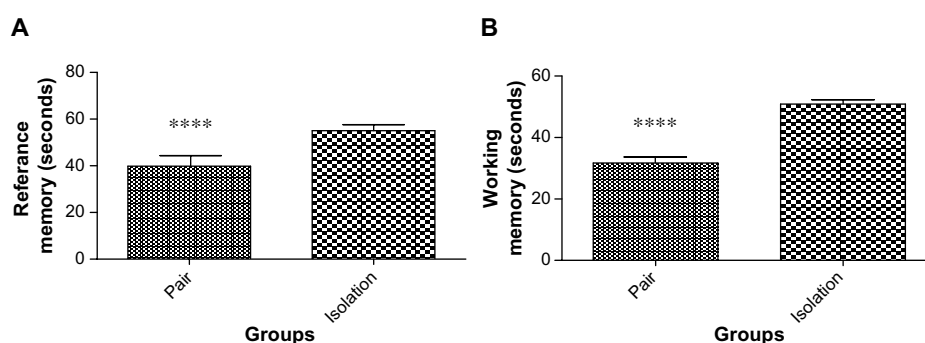 A
Referance
memory (seconds)
80
60
40
20
0
****
Pair
Isolation
Groups
B
Working
memory (seconds)
60
40
20
0
****
Pair
Isolation
Groups